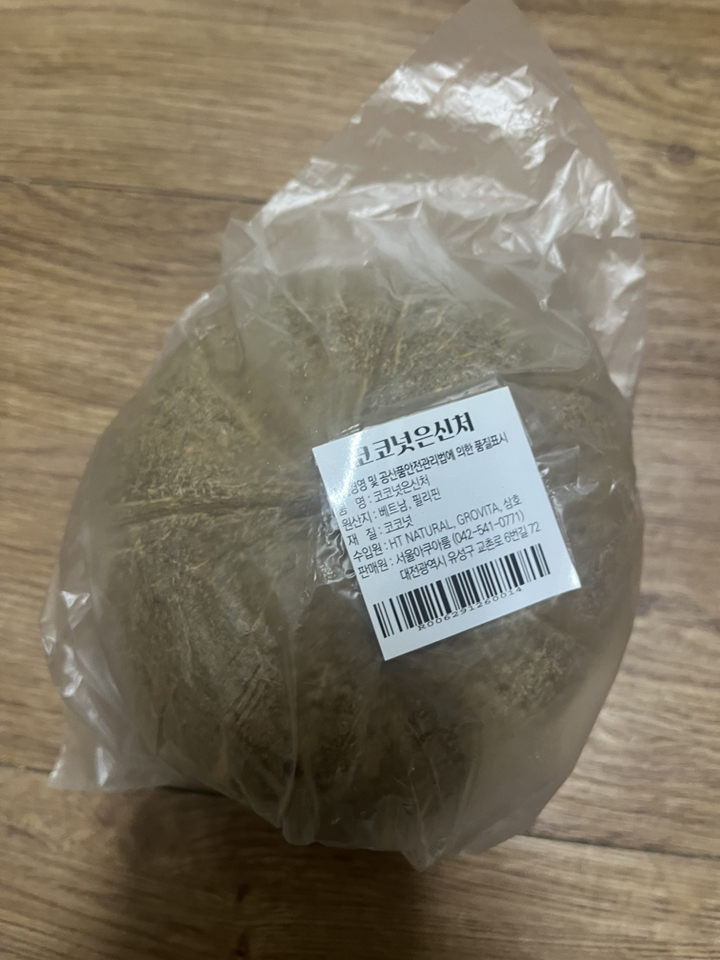 코코넛은신처
품명 및 공산품안전관리법에 의한 품질표시
품 명 : 코코넛은신처
원산지 : 베트남, 필리핀
재 질 : 코코넛
수입원 : HT NATURAL, GROVITA, 삼호
판매원 : 서울아쿠아룸 (042-541-0771)
대전광역시 유성구 교촌로 6번길 72
R006291260014